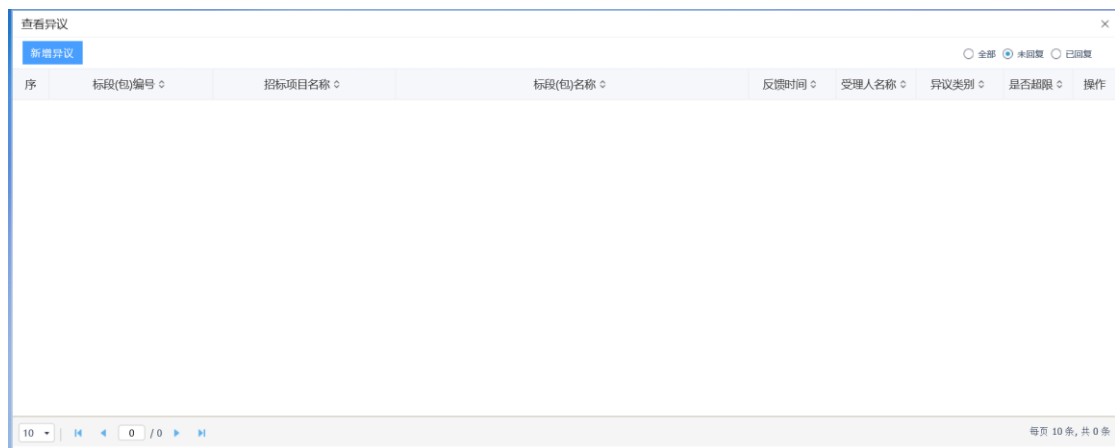 查看异议
新增异议 全部 未回复 已回复
序 标段(包)编号 招标项目名称 标段(包)名称 反馈时间 受理人名称 异议类别 是否超限 操作
10 0 / 0 每页 10 条, 共 0 条